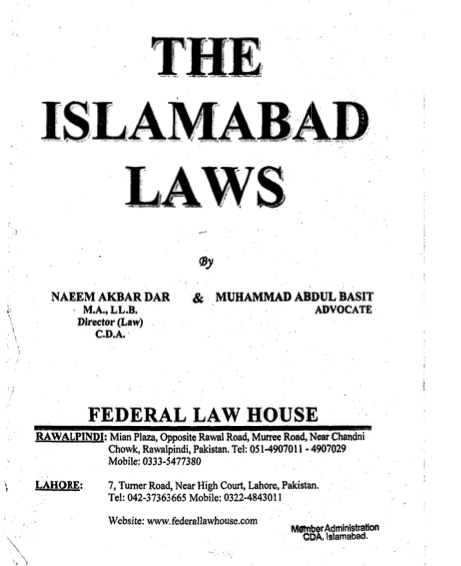 THE
ISLAMABAD
LAWS
By
NAEEM AKBAR DAR & MUHAMMAD ABDUL BASIT
M.A., LL.B. ADVOCATE
Director (Law)
C.D.A.
FEDERAL LAW HOUSE
RAWALPINDI: Mian Plaza, Opposite Rawal Road, Murree Road, Near Chandni
Chowk, Rawalpindi, Pakistan. Tel: 051-4907011 - 4907029
Mobile: 0333-5477380
LAHORE: 7, Turner Road, Near High Court, Lahore, Pakistan.
Tel: 042-37363665 Mobile: 0322-4843011
Website: www.federallawhouse.com
Member Administration
CDA, Islamabad.